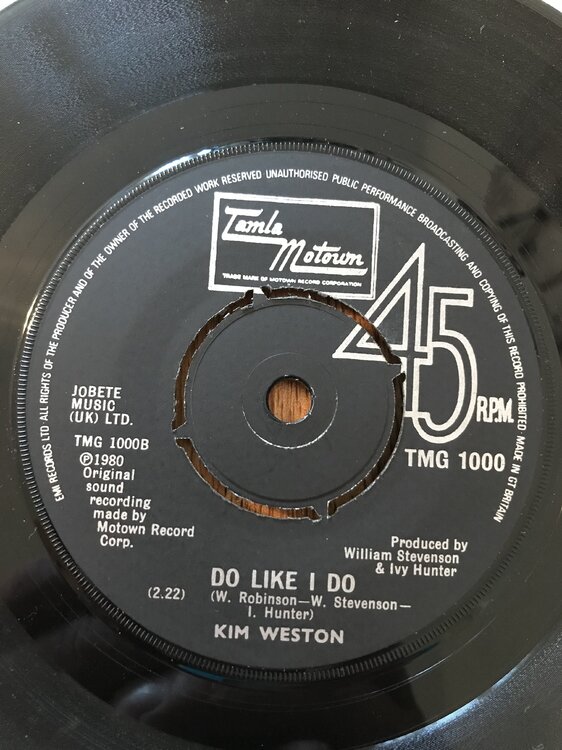 EMI RECORDS LTD ALL RIGHTS OF THE PRODUCER AND OF THE OWNER OF THE RECORDED WORK RESERVED UNAUTHORISED PUBLIC PERFORMANCE BROADCASTING AND COPYING OF THIS RECORD PROHIBITED MADE IN GT BRITAIN
Tamla
Motown
TRADE MARK OF MOTOWN RECORD CORPORATION
45
R.P.M.
TMG 1000
JOBETE
MUSIC
(UK) LTD.
TMG 1000B
Ⓟ1980
Original
sound
recording
made by
Motown Record
Corp.
Produced by
William Stevenson
& Ivy Hunter
DO LIKE I DO
(2.22)
(W. Robinson—W. Stevenson—
I. Hunter)
KIM WESTON